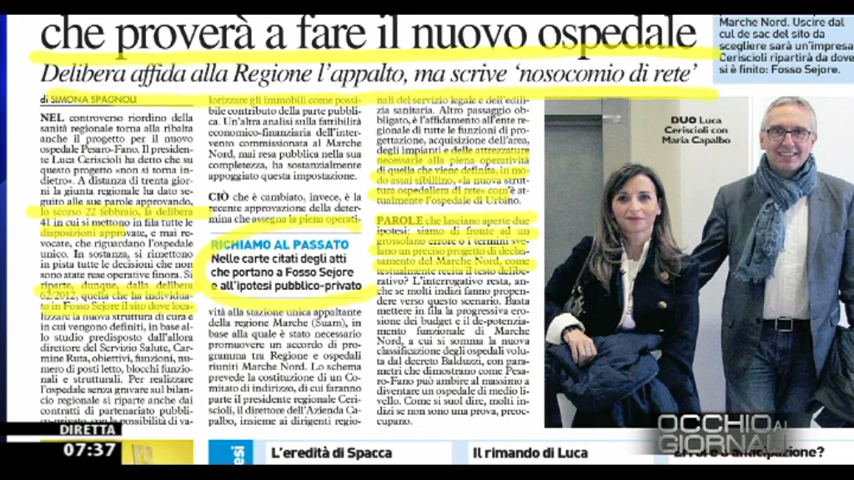 che proverà a fare il nuovo ospedale
Delibera affida alla Regione l'appalto, ma scrive 'nosocomio di rete'
di SIMONA SPAGNOLI
NEL controverso riordino della
sanità regionale torna alla ribalta
anche il progetto per il nuovo
ospedale Pesaro-Fano. Il presiden-
te Luca Ceriscioli ha detto che su
questo progetto «non si torna in-
dietro». A distanza di trenta gior-
ni la giunta regionale ha dato se-
guito alle sue parole approvando,
lo scorso 22 febbraio, la delibera
41 in cui si mettono in fila tutte le
disposizioni approvate, e mai re-
vocate, che riguardano l'ospedale
unico. In sostanza, si rimettono
in pista tutte le decisioni che non
sono state rese operative finora. Si
riparte, dunque, dalla delibera
62/2012, quella che ha individua-
to in Fosso Sejore il sito dove loca-
lizzare la nuova struttura di cura e
in cui vengono definiti, in base al-
lo studio predisposto dall'allora
direttore del Servizio Salute, Car-
mine Ruta, obiettivi, funzioni, nu-
mero di posti letto, blocchi funzio-
nali e strutturali. Per realizzare
l'ospedale senza gravare sul bilan-
cio regionale si riparte anche dai
contratti di partenariato pubbli-
co-privato, con la possibilità di va-
lorizzare gli immobili come possi-
bile contributo della parte pubbli-
ca. Un'altra analisi sulla fattibilità
economico-finanziaria dell'inter-
vento commissionata al Marche
Nord, mai resa pubblica nella sua
completezza, ha sostanzialmente
appoggiato questa impostazione.
CIÒ che è cambiato, invece, è la
recente approvazione della deter-
mina che assegna la piena operati-
RICHIAMO AL PASSATO
Nelle carte citati degli atti
che portano a Fosso Sejore
e all'ipotesi pubblico-privato
vità alla stazione unica appaltante
della regione Marche (Suam), in
base alla quale è stato necessario
promuovere un accordo di pro-
gramma tra Regione e ospedali
riuniti Marche Nord. Lo schema
prevede la costituzione di un Co-
mitato di indirizzo, di cui faranno
parte il presidente regionale Ceri-
scioli, il direttore dell'Azienda Ca-
palbo, insieme ai dirigenti regio-
nali del servizio legale e dell'edili-
zia sanitaria. Altro passaggio ob-
bligato, è l'affidamento all'ente re-
gionale di tutte le funzioni di pro-
gettazione, acquisizione dell'area,
degli impianti e delle attrezzature
necessarie alla piena operatività
di quella che viene definita, in mo-
do assai sibillino, «la nuova strut-
tura ospedaliera di rete» com'è at-
tualmente l'ospedale di Urbino.
PAROLE che lasciano aperte due
ipotesi: siamo di fronte ad un
grossolano errore o i termini sve-
lano un preciso progetto di declas-
samento del Marche Nord, come
testualmente recita il testo delibe-
rativo? L'interrogativo resta, an-
che se molti indizi fanno propen-
dere verso questo scenario. Basta
mettere in fila la progressiva ero-
sione dei budget e il de-potenzia-
mento funzionale di Marche
Nord, a cui si somma la nuova
classificazione degli ospedali volu-
ta dal decreto Balduzzi, con para-
metri che dimostrano come Pesa-
ro-Fano può ambire al massimo a
diventare un ospedale di medio li-
vello. Come si suol dire, molti in-
dizi se non sono una prova, preoc-
cupano.
Marche Nord. Uscire dal
cul de sac del sito da
scegliere sarà un'impresa
Ceriscioli ripartirà da dove
si è finito: Fosso Sejore.
DUO Luca
Ceriscioli con
Maria Capalbo
OCCHIO AI
GIORNALI
DIRETTA
07:37
esi
L'eredità di Spacca
Il rimando di Luca
anticipazione?